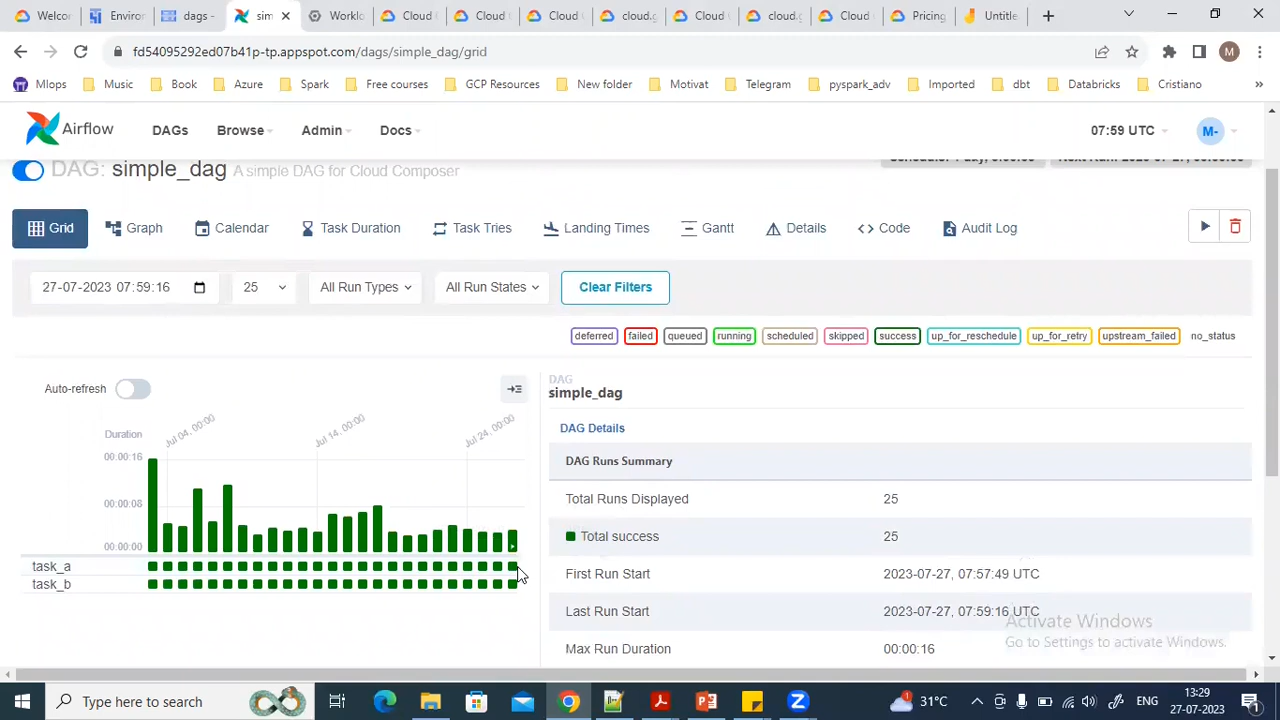 Welco
Enviror
dags -
sim
Worklo
Cloud I
Cloud (
Cloud (
cloud.g
Cloud (
cloud.g
Cloud I
Pricing,
Untitle
fd54095292ed07b41p-tp.appspot.com/dags/simple_dag/grid
M
Mlops
Music
Book
Azure
Spark
Free courses
GCP Resources
New folder
Motivat
Telegram
pyspark_adv
Imported
dbt
Databricks
Cristiano
»
Airflow
DAGs
Browse
Admin
Docs
07:59 UTC
M-
DAG: simple_dag A simple DAG for Cloud Composer
Grid
Graph
Calendar
Task Duration
Task Tries
Landing Times
Gantt
Details
Code
Audit Log
27-07-2023 07:59:16
25
All Run Types
All Run States
Clear Filters
deferred
failed
queued
running
scheduled
skipped
success
up_for_reschedule
up_for_retry
upstream_failed
no_status
Auto-refresh
Duration
Jul 04, 00:00
Jul 14, 00:00
Jul 24, 00:00
00:00:16
00:00:08
00:00:00
task_a
task_b
DAG
simple_dag
DAG Details
DAG Runs Summary
Total Runs Displayed 25
Total success 25
First Run Start 2023-07-27, 07:57:49 UTC
Last Run Start 2023-07-27, 07:59:16 UTC
Max Run Duration 00:00:16
Activate Windows
Go to Settings to activate Windows.
Type here to search
31°C
ENG
13:29
27-07-2023
1